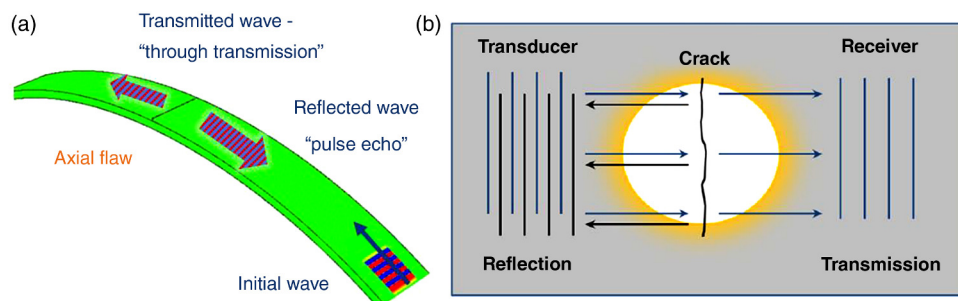 (a)
Transmitted wave -
“through transmission”
Reflected wave
“pulse echo”
Axial flaw
Initial wave
(b)
Transducer
Crack
Receiver
Reflection
Transmission